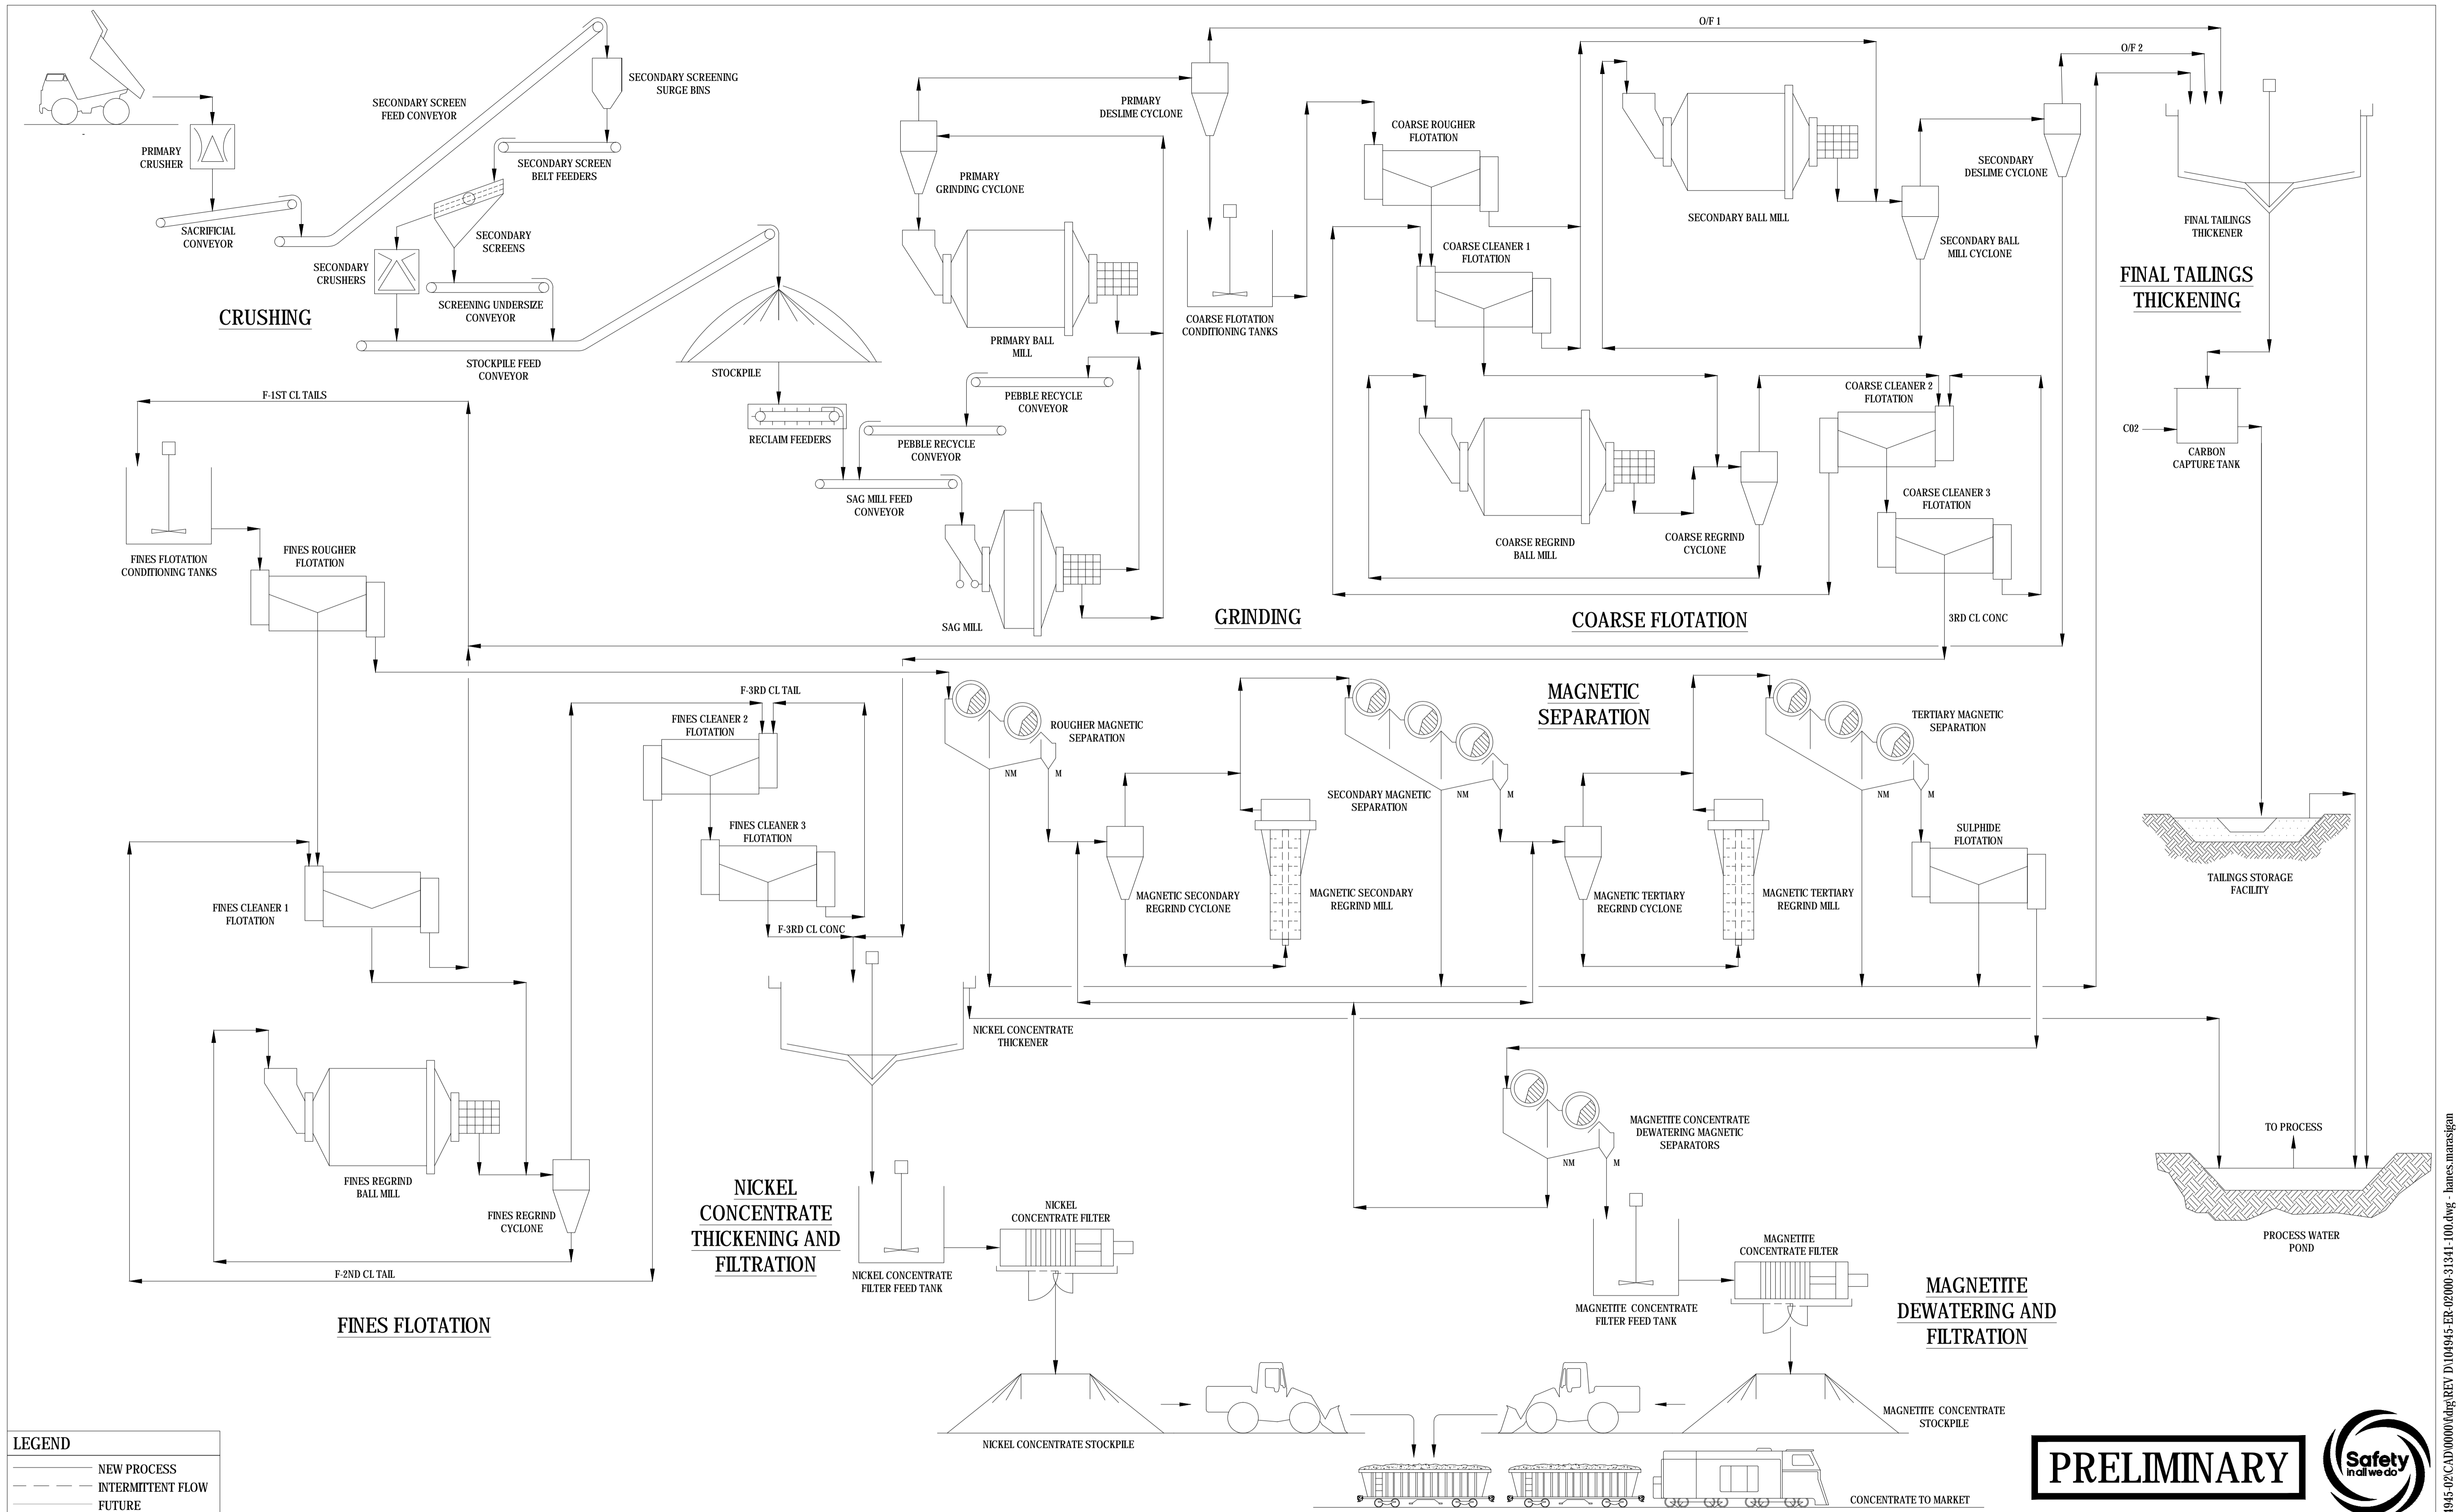 O/F 1
O/F 2
SECONDARY SCREENING
SURGE BINS
SECONDARY SCREEN
FEED CONVEYOR
PRIMARY
CRUSHER
SECONDARY SCREEN
BELT FEEDERS
SACRIFICIAL
CONVEYOR
SECONDARY
SCREENS
SECONDARY
CRUSHERS
SCREENING UNDERSIZE
CONVEYOR
CRUSHING
STOCKPILE FEED
CONVEYOR
STOCKPILE
RECLAIM FEEDERS
PRIMARY
DESLIME CYCLONE
PRIMARY
GRINDING CYCLONE
PRIMARY BALL
MILL
PEBBLE RECYCLE
CONVEYOR
PEBBLE RECYCLE
CONVEYOR
SAG MILL FEED
CONVEYOR
SAG MILL
GRINDING
COARSE FLOTATION
CONDITIONING TANKS
COARSE ROUGHER
FLOTATION
COARSE CLEANER 1
FLOTATION
SECONDARY BALL MILL
SECONDARY BALL
MILL CYCLONE
SECONDARY
DESLIME CYCLONE
COARSE CLEANER 2
FLOTATION
COARSE CLEANER 3
FLOTATION
COARSE REGRIND
BALL MILL
COARSE REGRIND
CYCLONE
COARSE FLOTATION
3RD CL CONC
FINAL TAILINGS
THICKENER
FINAL TAILINGS
THICKENING
C02
CARBON
CAPTURE TANK
TAILINGS STORAGE
FACILITY
TO PROCESS
PROCESS WATER
POND
F-1ST CL TAILS
FINES FLOTATION
CONDITIONING TANKS
FINES ROUGHER
FLOTATION
F-3RD CL TAIL
FINES CLEANER 2
FLOTATION
FINES CLEANER 3
FLOTATION
F-3RD CL CONC
FINES CLEANER 1
FLOTATION
FINES REGRIND
BALL MILL
FINES REGRIND
CYCLONE
F-2ND CL TAIL
FINES FLOTATION
MAGNETIC
SEPARATION
ROUGHER MAGNETIC
SEPARATION
NM
M
SECONDARY MAGNETIC
SEPARATION
NM
M
TERTIARY MAGNETIC
SEPARATION
NM
M
MAGNETIC SECONDARY
REGRIND CYCLONE
MAGNETIC SECONDARY
REGRIND MILL
MAGNETIC TERTIARY
REGRIND CYCLONE
MAGNETIC TERTIARY
REGRIND MILL
SULPHIDE
FLOTATION
NICKEL CONCENTRATE
THICKENER
MAGNETITE CONCENTRATE
DEWATERING MAGNETIC
SEPARATORS
NM
M
NICKEL
CONCENTRATE
THICKENING AND
FILTRATION
NICKEL CONCENTRATE
FILTER FEED TANK
NICKEL
CONCENTRATE FILTER
NICKEL CONCENTRATE STOCKPILE
MAGNETITE CONCENTRATE
FILTER FEED TANK
MAGNETITE
CONCENTRATE FILTER
MAGNETITE
DEWATERING AND
FILTRATION
MAGNETITE CONCENTRATE
STOCKPILE
CONCENTRATE TO MARKET
LEGEND
NEW PROCESS
INTERMITTENT FLOW
FUTURE
PRELIMINARY
Safety
in all we do